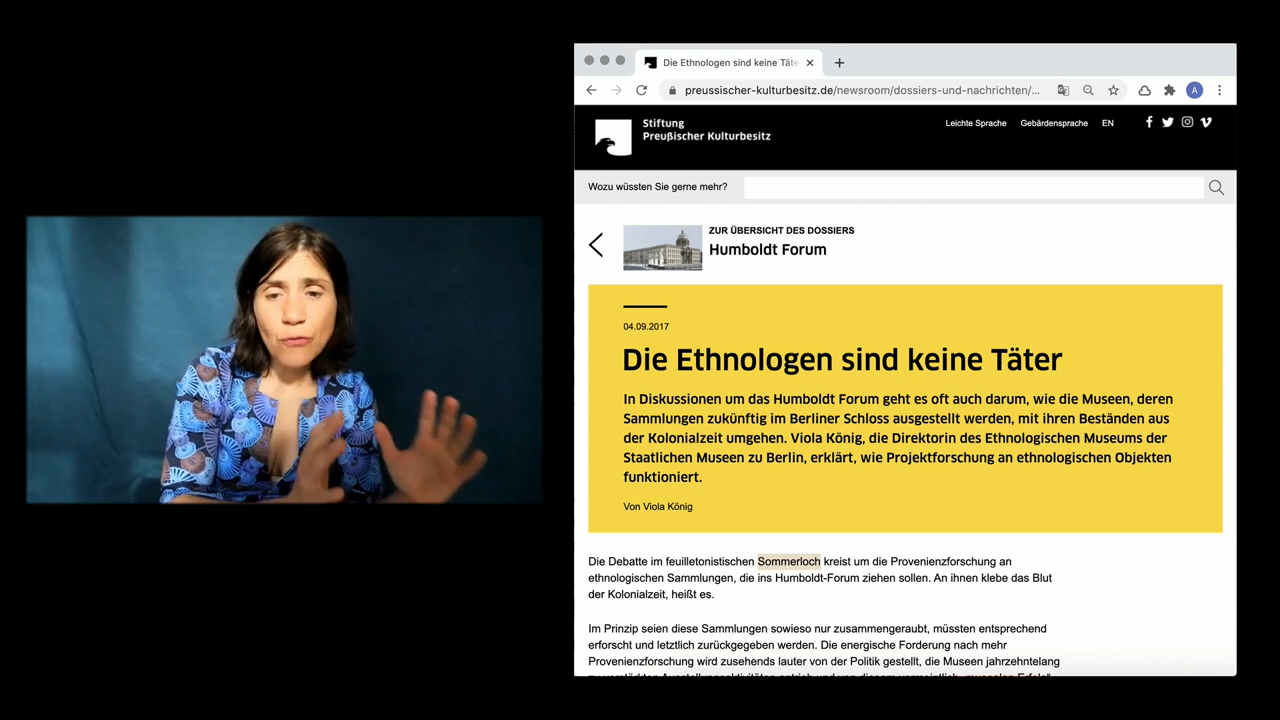 Die Ethnologen sind keine Täte
preussischer-kulturbesitz.de/newsroom/dossiers-und-nachrichten/...
A
Stiftung
Preußischer Kulturbesitz
Leichte Sprache Gebärdensprache EN
Wozu wüssten Sie gerne mehr?
ZUR ÜBERSICHT DES DOSSIERS
Humboldt Forum
04.09.2017
Die Ethnologen sind keine Täter
In Diskussionen um das Humboldt Forum geht es oft auch darum, wie die Museen, deren
Sammlungen zukünftig im Berliner Schloss ausgestellt werden, mit ihren Beständen aus
der Kolonialzeit umgehen. Viola König, die Direktorin des Ethnologischen Museums der
Staatlichen Museen zu Berlin, erklärt, wie Projektforschung an ethnologischen Objekten
funktioniert.
Von Viola König
Die Debatte im feuilletonistischen Sommerloch kreist um die Provenienzforschung an
ethnologischen Sammlungen, die ins Humboldt-Forum ziehen sollen. An ihnen klebe das Blut
der Kolonialzeit, heißt es.
Im Prinzip seien diese Sammlungen sowieso nur zusammengeraubt, müssten entsprechend
erforscht und letztlich zurückgegeben werden. Die energische Forderung nach mehr
Provenienzforschung wird zusehends lauter von der Politik gestellt, die Museen jahrzehntelang